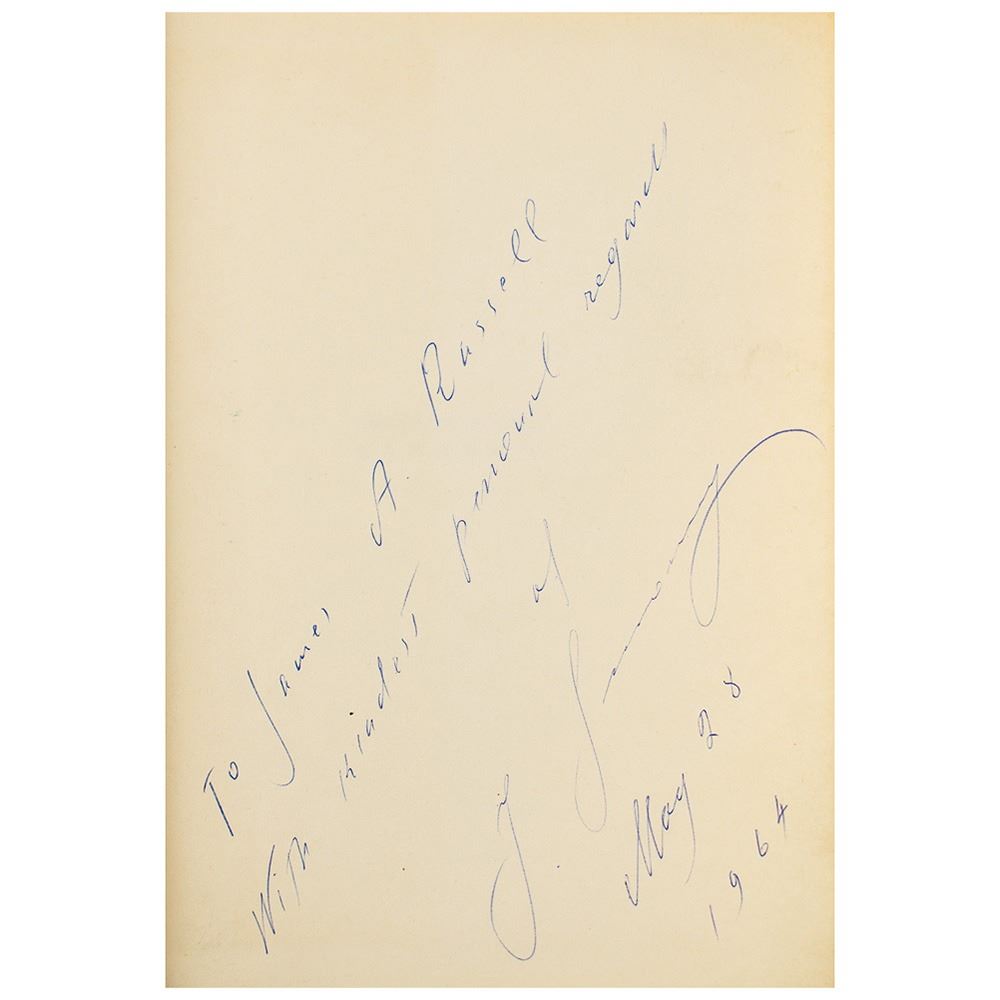 To James A. Russell
With kindest personal regards
of
May 28
1964